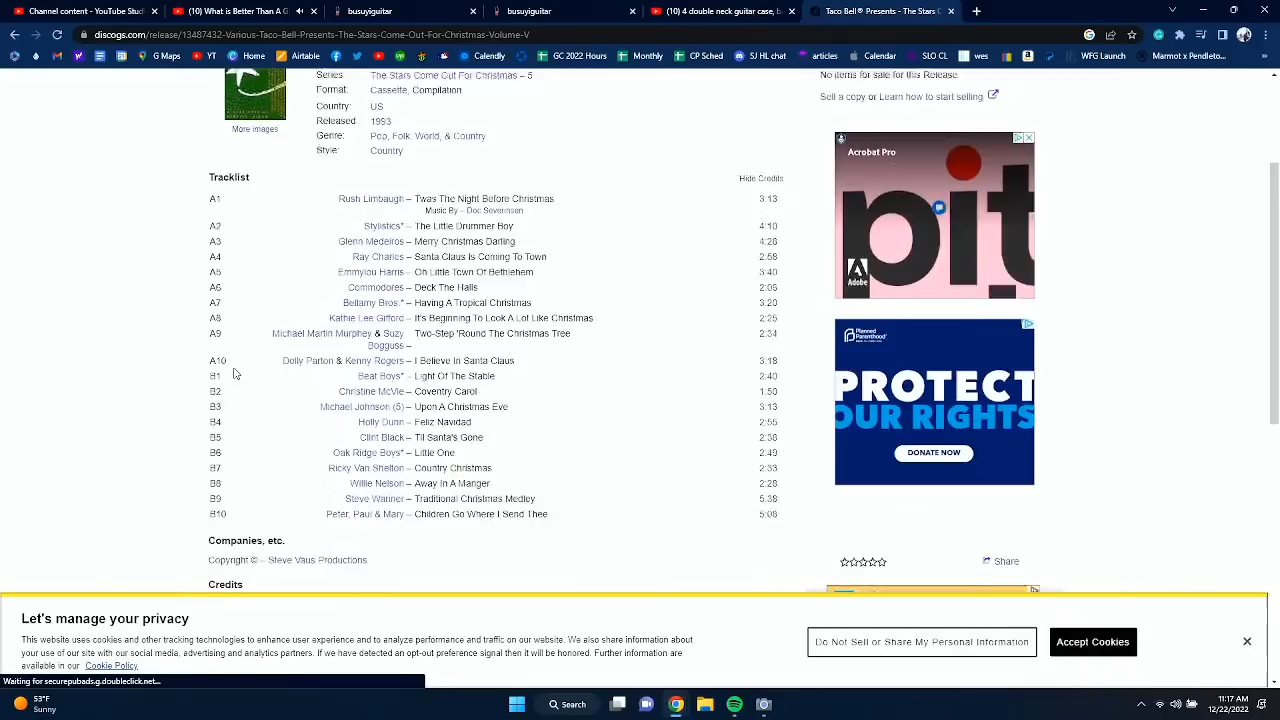 Channel content - YouTube Stud
(10) What is Better Than A G
busuyiguitar
busuyiguitar
(10) 4 double neck guitar case, b
Taco Bell® Presents - The Stars
discogs.com/release/13487432-Various-Taco-Bell-Presents-The-Stars-Come-Out-For-Christmas-Volume-V
G Maps
YT
Home
Airtable
Calendly
GC 2022 Hours
Monthly
CP Sched
SJ HL chat
articles
Calendar
SLO CL
wes
WFG Launch
Marmot x Pendleto...
Series: The Stars Come Out For Christmas – 5
Format: Cassette, Compilation
Country: US
Released: 1993
Genre: Pop, Folk, World, & Country
Style: Country
More images
No items for sale for this Release.
Sell a copy or Learn how to start selling
Tracklist
Hide Credits
A1 Rush Limbaugh – Twas The Night Before Christmas 3:13
Music By – Doc Severinsen
A2 Stylistics* – The Little Drummer Boy 4:10
A3 Glenn Medeiros – Merry Christmas Darling 4:26
A4 Ray Charles – Santa Claus Is Coming To Town 2:58
A5 Emmylou Harris – Oh Little Town Of Bethlehem 3:40
A6 Commodores – Deck The Halls 2:05
A7 Bellamy Bros.* – Having A Tropical Christmas 3:20
A8 Kathie Lee Gifford – It's Beginning To Look A Lot Like Christmas 2:25
A9 Michael Martin Murphey & Suzy Two-Step 'Round The Christmas Tree 2:34
Bogguss –
A10 Dolly Parton & Kenny Rogers – I Believe In Santa Claus 3:18
B1 Beat Boys* – Light Of The Stable 2:40
B2 Christine McVie – Coventry Carol 1:50
B3 Michael Johnson (5) – Upon A Christmas Eve 3:13
B4 Holly Dunn – Feliz Navidad 2:55
B5 Clint Black – Til Santa's Gone 2:38
B6 Oak Ridge Boys* – Little One 2:49
B7 Ricky Van Shelton – Country Christmas 2:33
B8 Willie Nelson – Away In A Manger 2:28
B9 Steve Wariner – Traditional Christmas Medley 5:38
B10 Peter, Paul & Mary – Children Go Where I Send Thee 5:08
Companies, etc.
Copyright © – Steve Vaus Productions
Credits
Acrobat Pro
pit
Adobe
Planned
Parenthood
PROTECT
OUR RIGHTS
DONATE NOW
Share
Let's manage your privacy
This website uses cookies and other tracking technologies to enhance user experience and to analyze performance and traffic on our website. We also share information
about your use of our site with our social media, advertising and analytics partners. If we have detected an opt-out preference signal then it will be honored. Further information are
available in our Cookie Policy
Do Not Sell or Share My Personal Information
Accept Cookies
Waiting for securepubads.g.doubleclick.net...
53°F
Sunny
Search
11:17 AM
12/22/2022